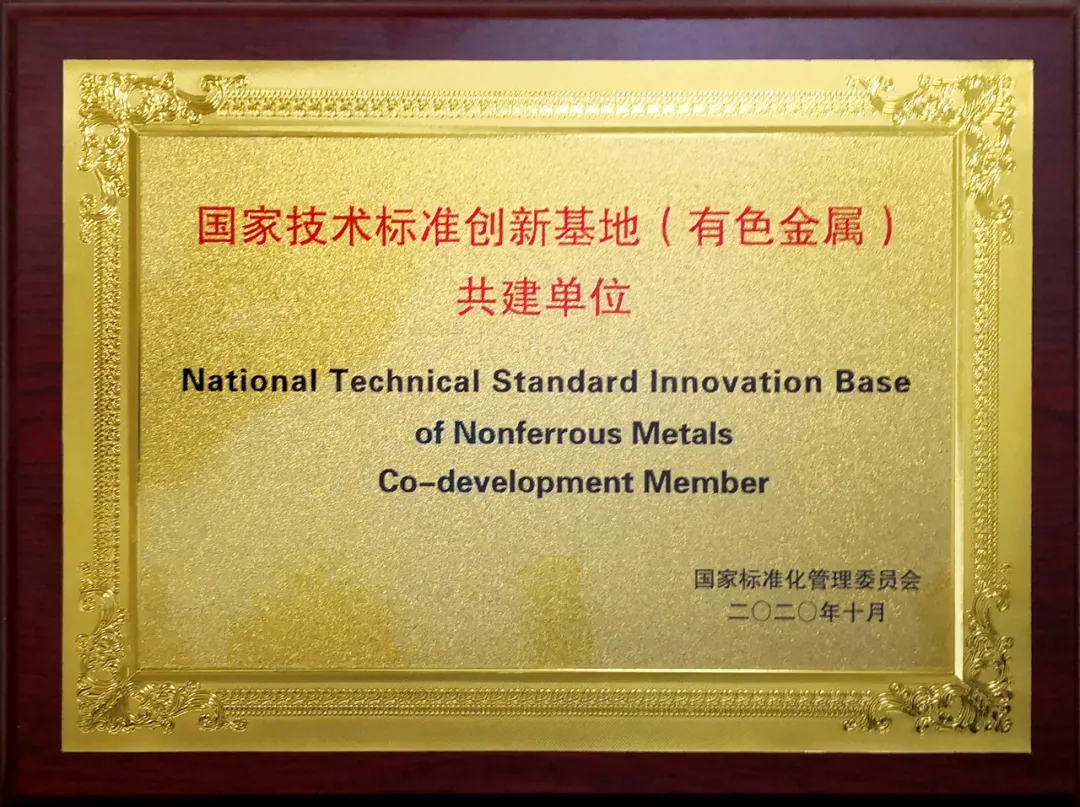 国家技术标准创新基地（有色金属）
共建单位
National Technical Standard Innovation Base
of Nonferrous Metals
Co-development Member
国家标准化管理委员会
二〇二〇年十月